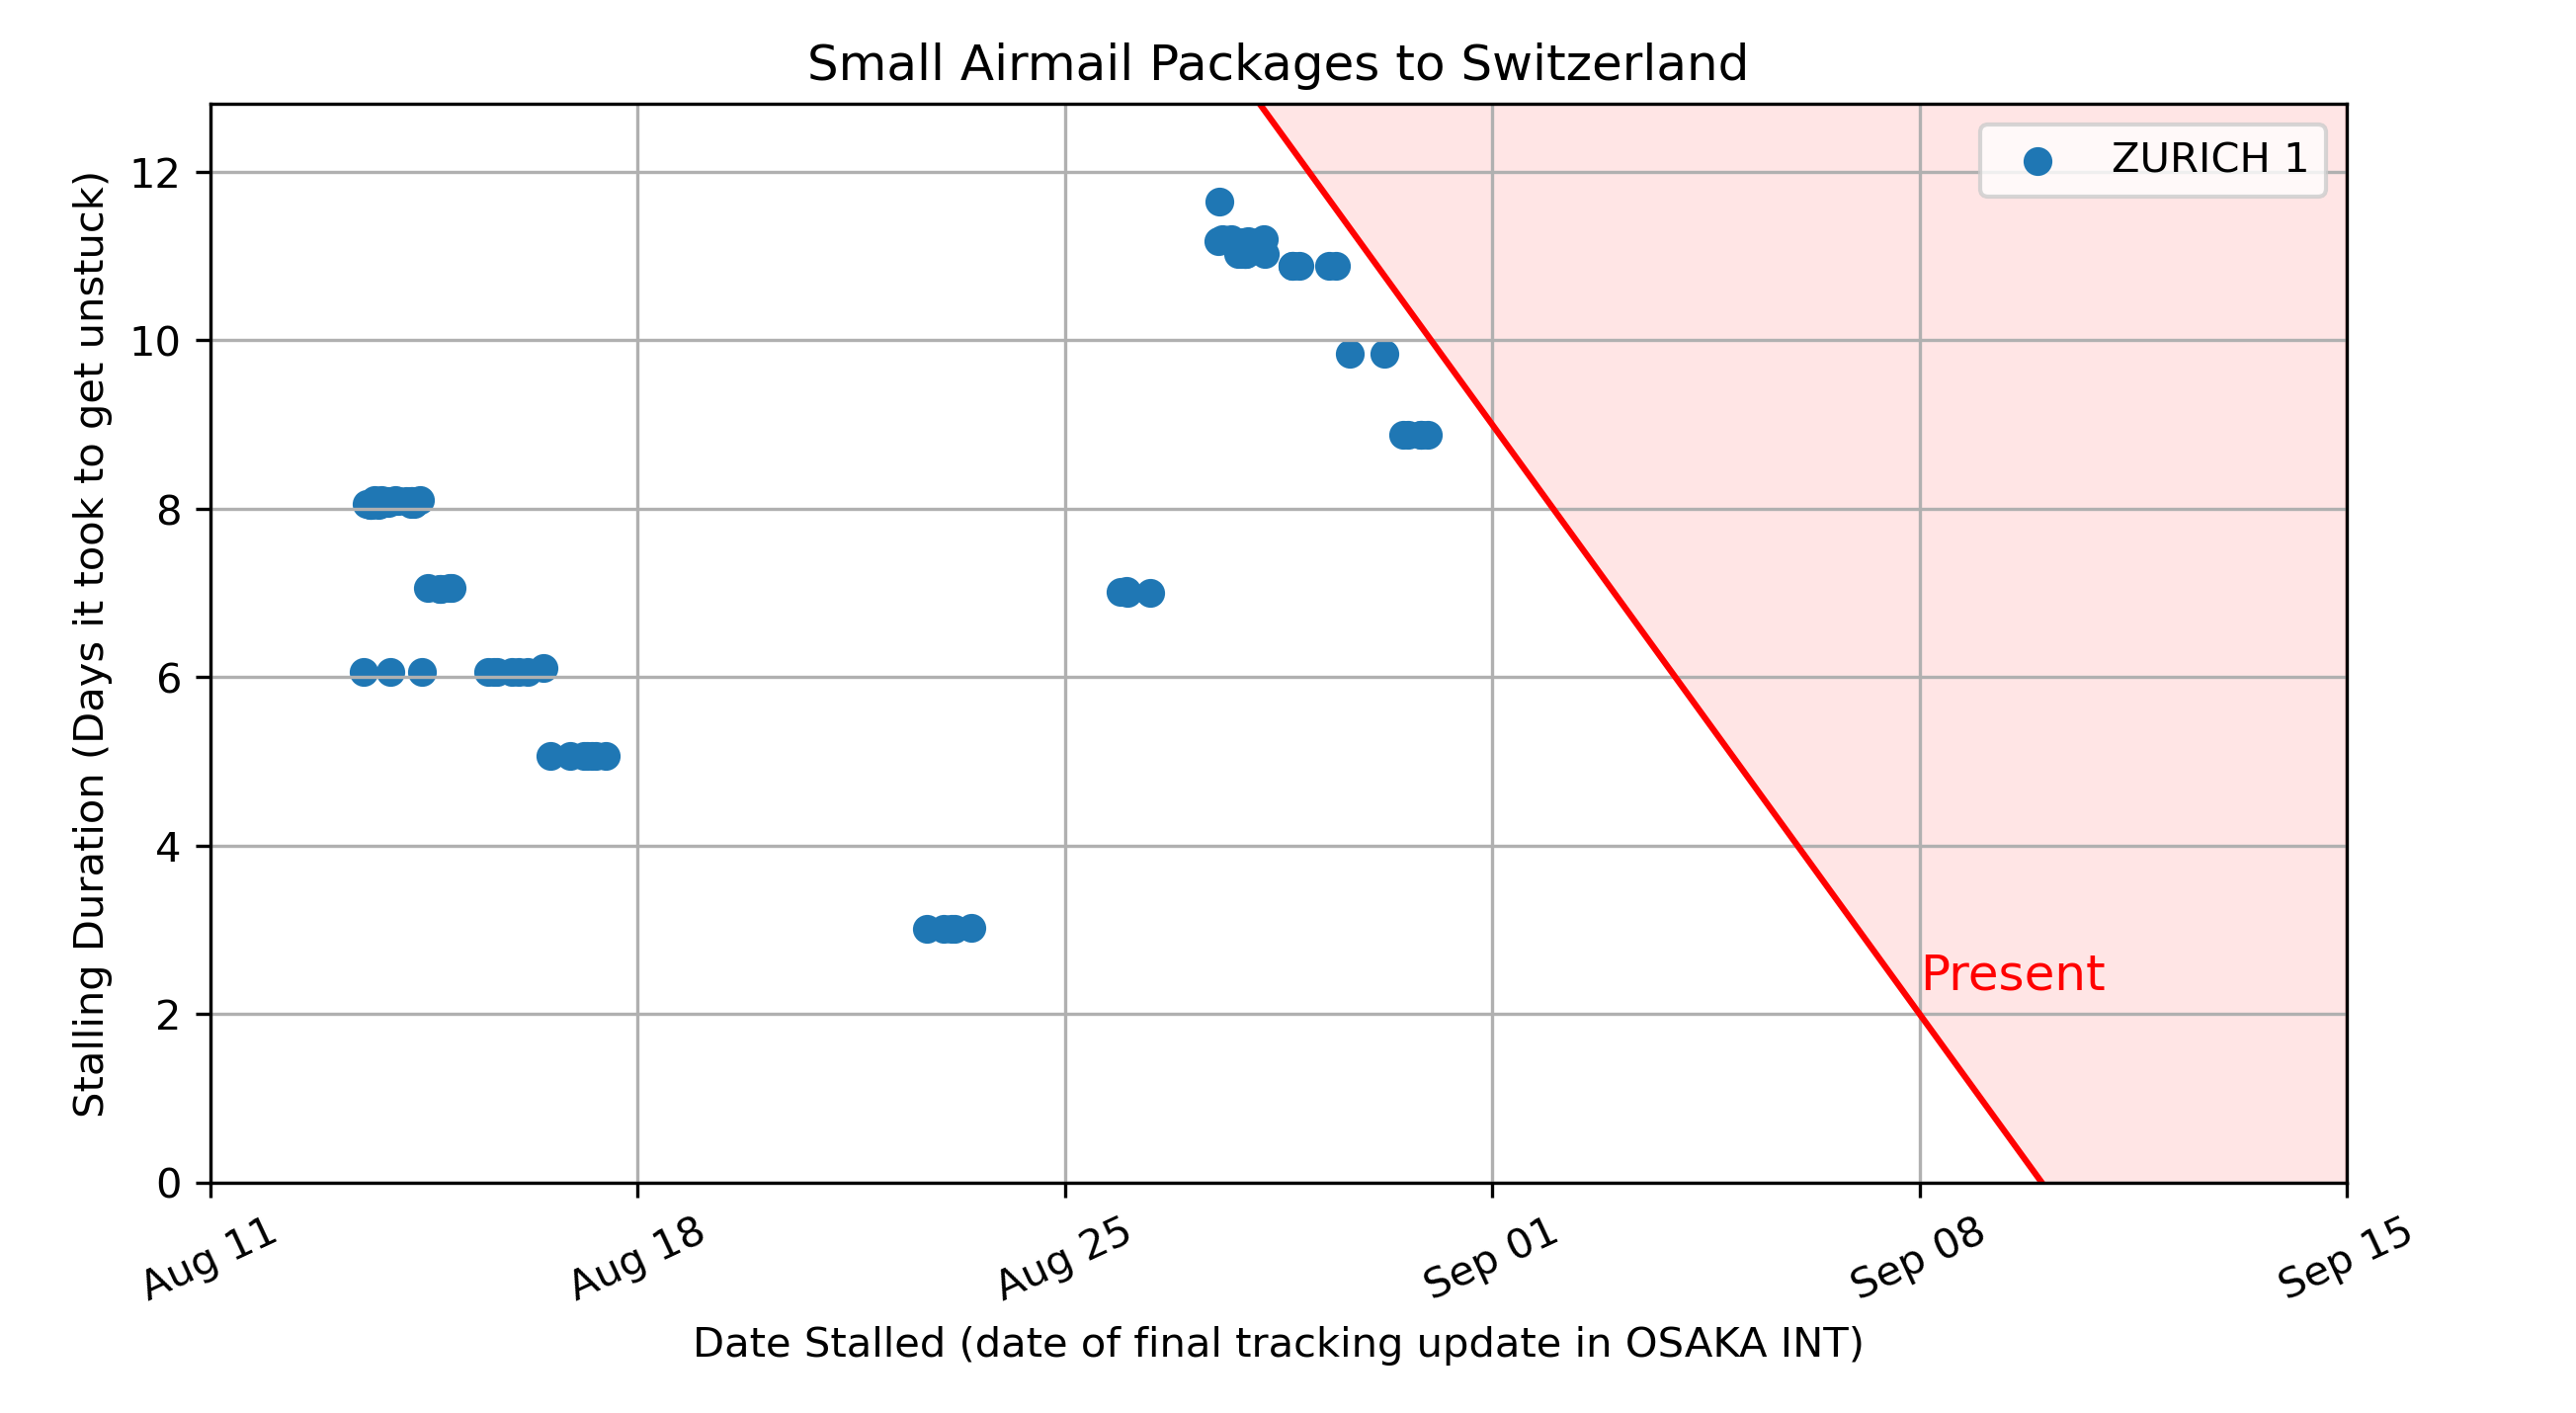 Small Airmail Packages to Switzerland
ZURICH 1
Stalling Duration (Days it took to get unstuck)
12
10
8
6
4
2
0
Present
Aug 11
Aug 18
Aug 25
Sep 01
Sep 08
Sep 15
Date Stalled (date of final tracking update in OSAKA INT)